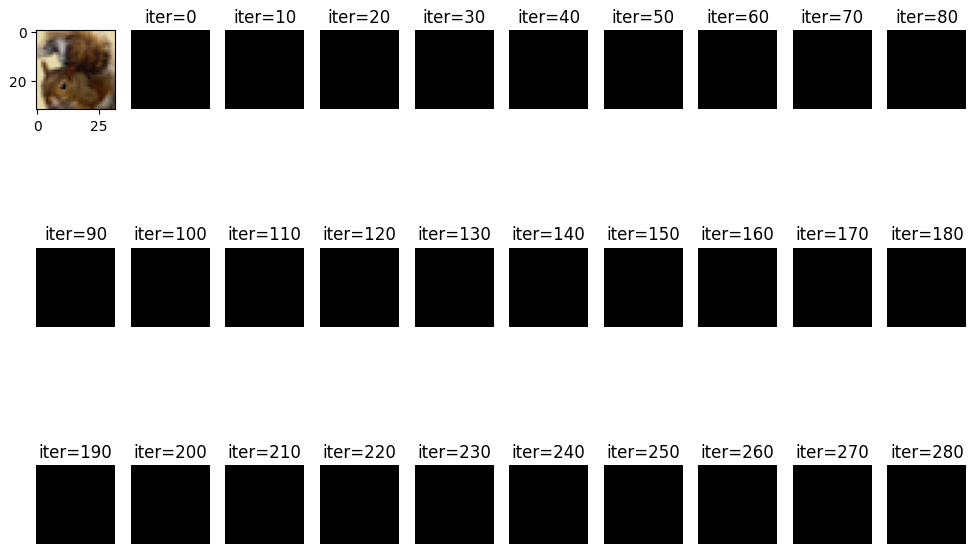 iter=0 iter=10 iter=20 iter=30 iter=40 iter=50 iter=60 iter=70 iter=80
0
20
0 25
iter=90 iter=100 iter=110 iter=120 iter=130 iter=140 iter=150 iter=160 iter=170 iter=180
iter=190 iter=200 iter=210 iter=220 iter=230 iter=240 iter=250 iter=260 iter=270 iter=280